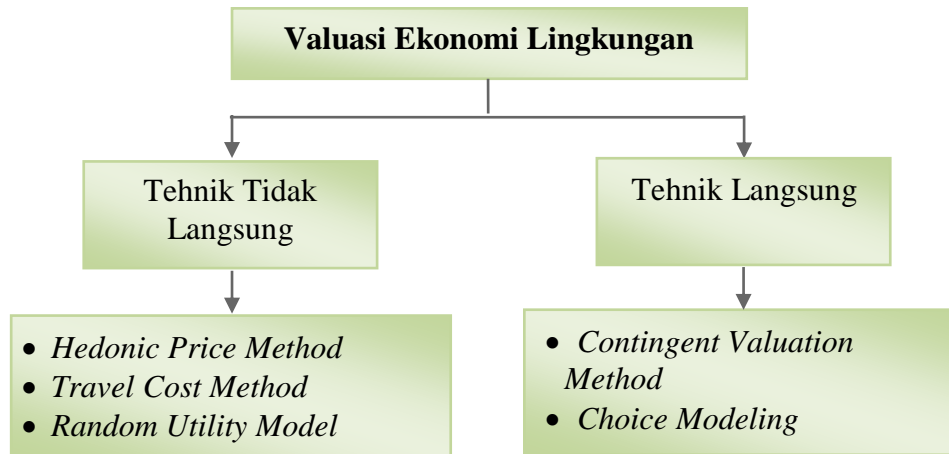 Valuasi Ekonomi Lingkungan
Tehnik Tidak
Langsung
Tehnik Langsung
• Hedonic Price Method
• Travel Cost Method
• Random Utility Model
• Contingent Valuation
Method
• Choice Modeling